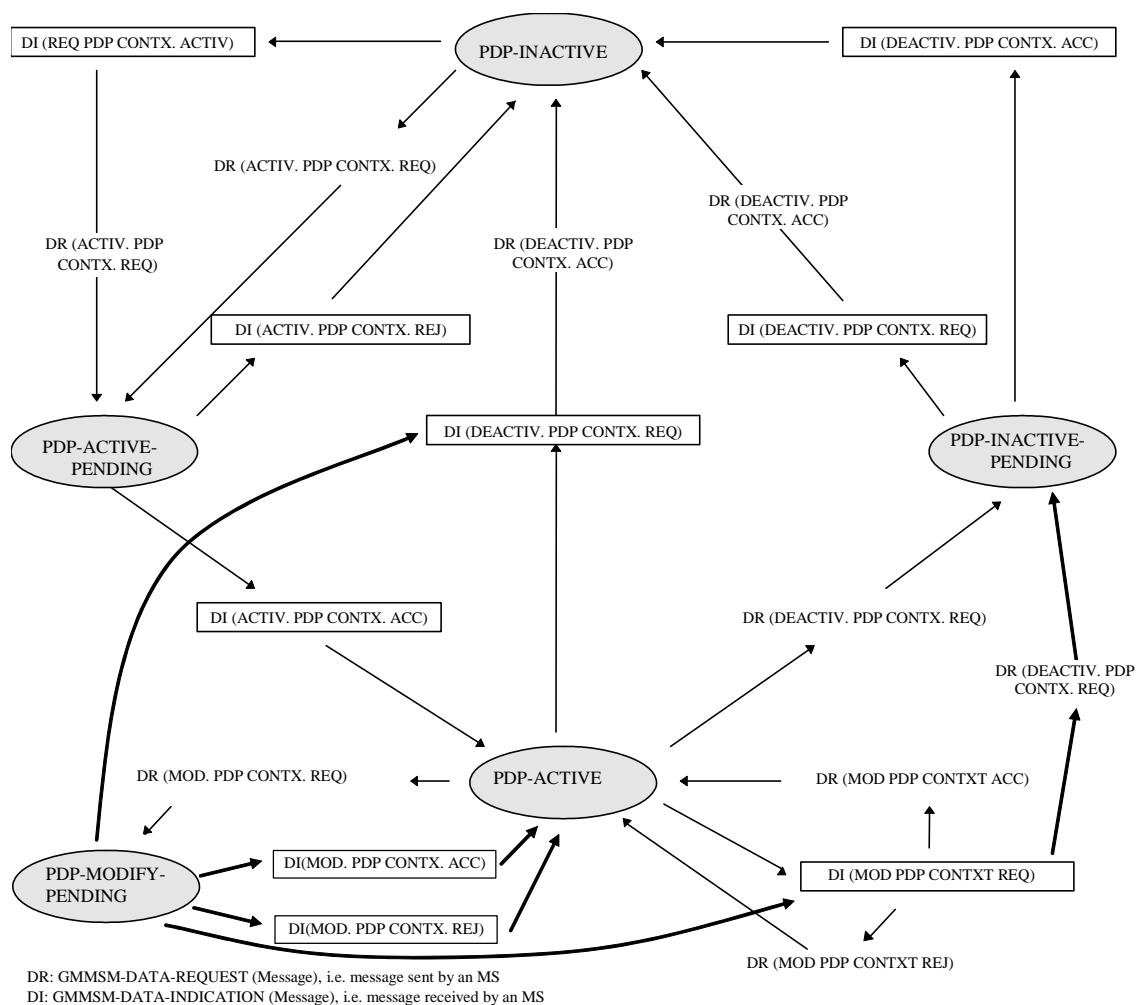 DI (REQ PDP CONTX. ACTIV)
PDP-INACTIVE
DI (DEACTIV. PDP CONTX. ACC)
DR (ACTIV. PDP CONTX. REQ)
DR (DEACTIV. PDP
CONTX. ACC)
DR (ACTIV. PDP
CONTX. REQ)
DR (DEACTIV. PDP
CONTX. ACC)
DI (ACTIV. PDP CONTX. REJ)
DI (DEACTIV. PDP CONTX. REQ)
PDP-ACTIVE-
PENDING
DI (DEACTIV. PDP CONTX. REQ)
PDP-INACTIVE-
PENDING
DI (ACTIV. PDP CONTX. ACC)
DR (DEACTIV. PDP CONTX. REQ)
DR (DEACTIV. PDP
CONTX. REQ)
DR (MOD. PDP CONTX. REQ)
PDP-ACTIVE
DR (MOD PDP CONTXT ACC)
PDP-MODIFY-
PENDING
DI(MOD. PDP CONTX. ACC)
DI (MOD PDP CONTXT REQ)
DI(MOD. PDP CONTX. REJ)
DR (MOD PDP CONTXT REJ)
DR: GMMSM-DATA-REQUEST (Message), i.e. message sent by an MS
DI: GMMSM-DATA-INDICATION (Message), i.e. message received by an MS